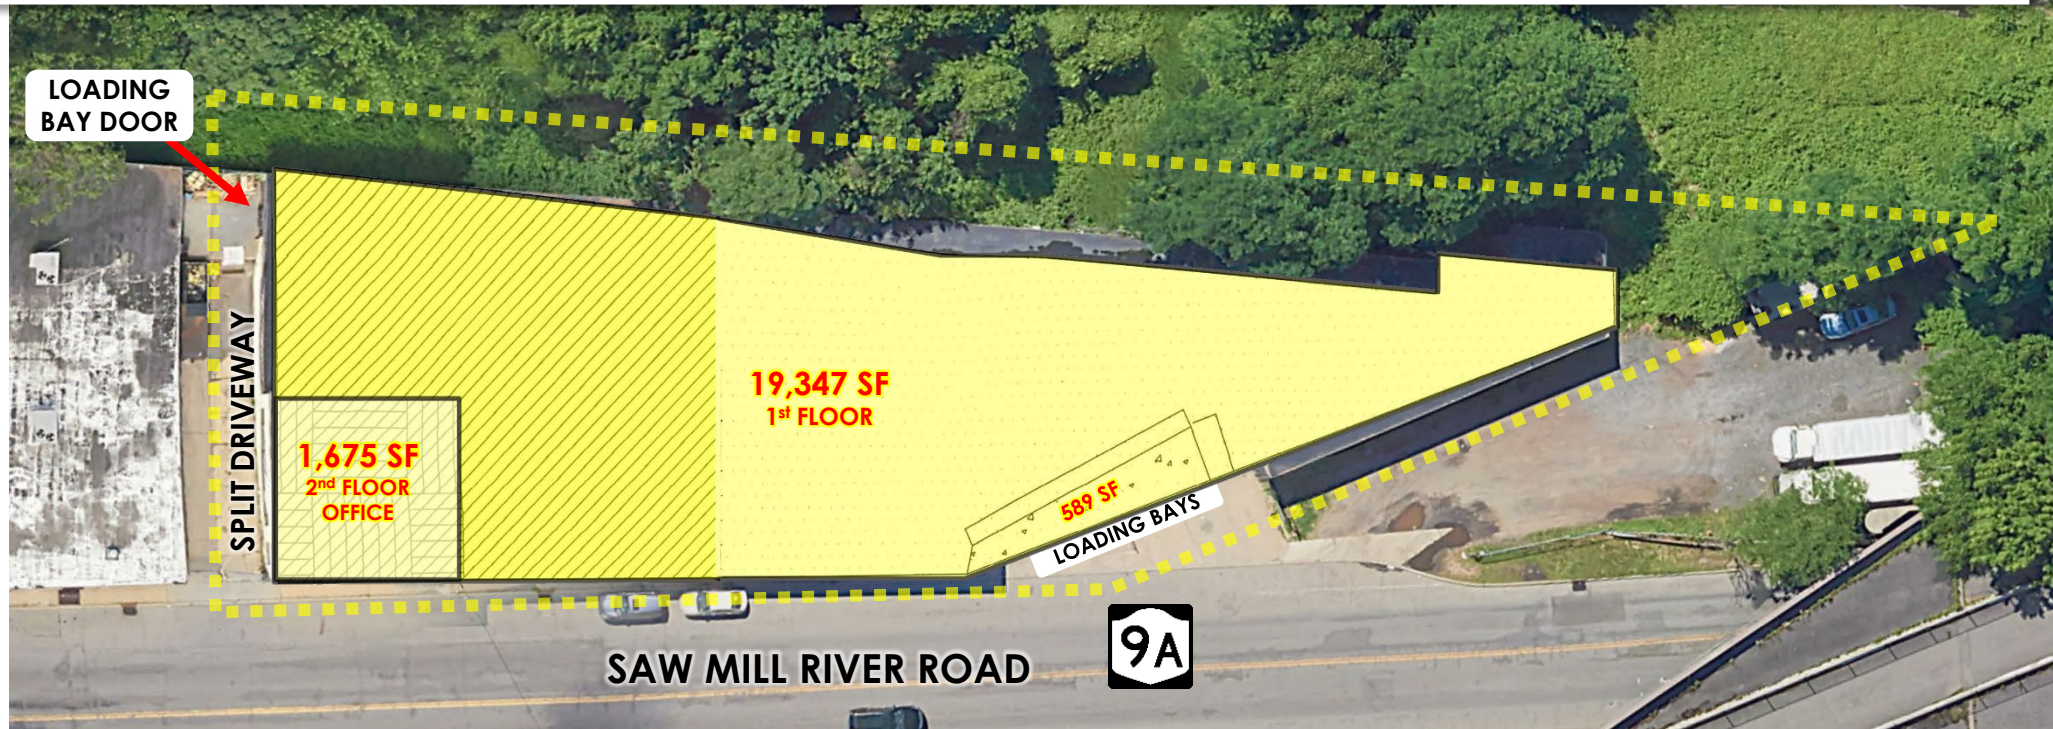 LOADING
BAY DOOR
SPLIT DRIVEWAY
19,347 SF
1st FLOOR
1,675 SF
2nd FLOOR
OFFICE
589 SF
LOADING BAYS
SAW MILL RIVER ROAD
9A